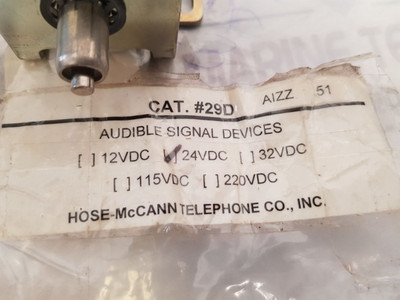 CAT. #29D AIZZ 51
AUDIBLE SIGNAL DEVICES
[ ] 12VDC [✓] 24VDC [ ] 32VDC
[ ] 115VDC [ ] 220VDC
HOSE-McCANN TELEPHONE CO., INC.